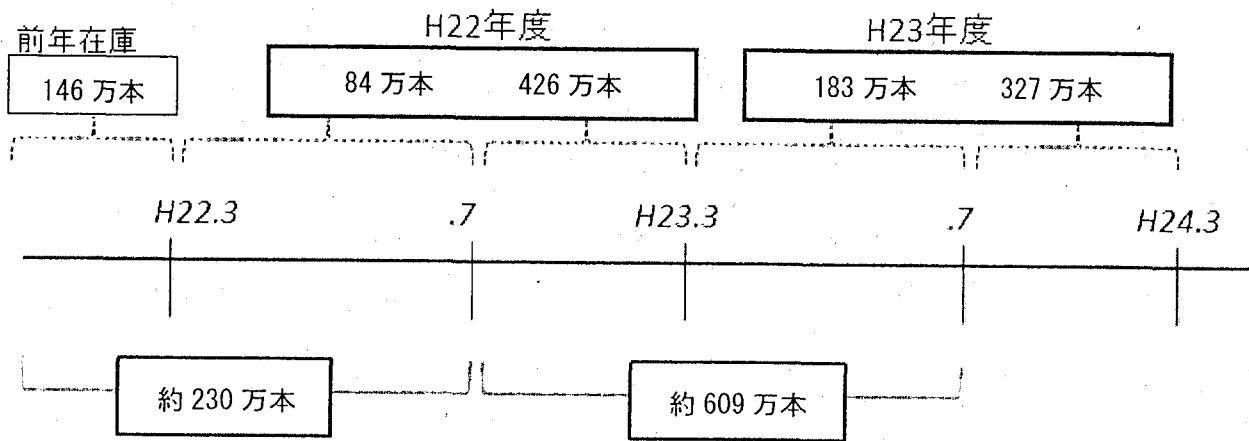 前年在庫
146 万本
H22年度
84 万本 426 万本
H23年度
183 万本 327 万本
H22.3 .7 H23.3 .7 H24.3
約 230 万本
約 609 万本